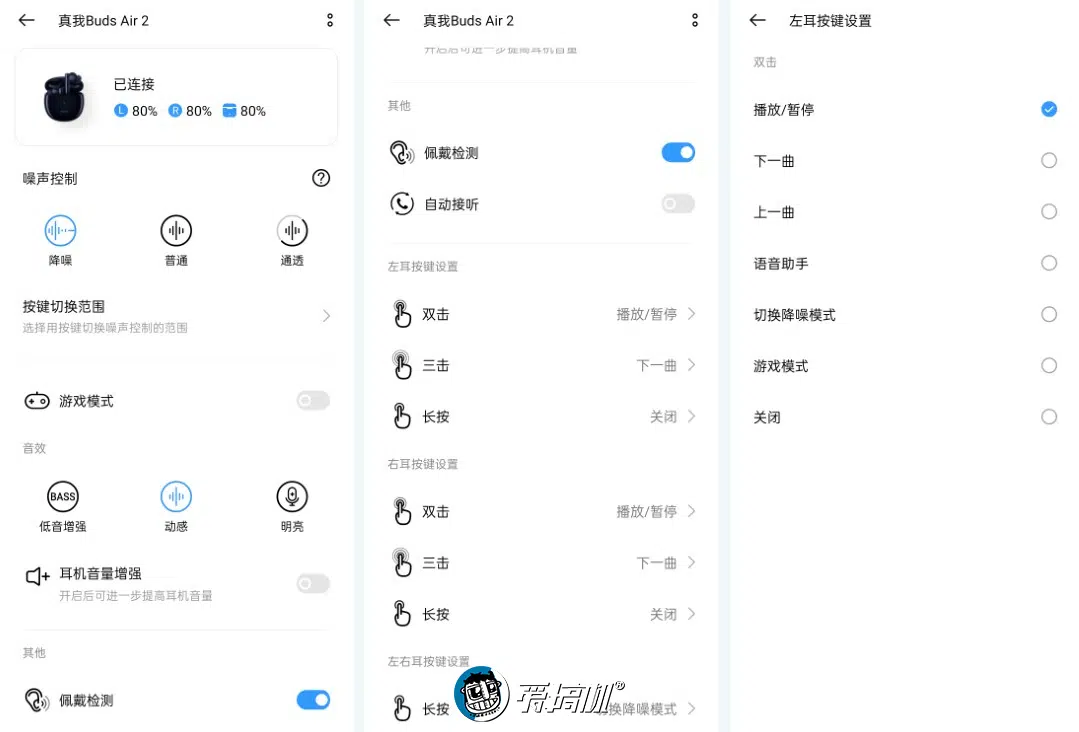 真我Buds Air 2
已连接
L 80% R 80% 80%
噪声控制
降噪 普通 通透
按键切换范围
选择用按键切换噪声控制的范围
游戏模式
音效
BASS
低音增强 动感 明亮
耳机音量增强
开启后可进一步提高耳机音量
其他
佩戴检测
真我Buds Air 2
开启后可进一步提高耳机音量
其他
佩戴检测
自动接听
左耳按键设置
双击 播放/暂停
三击 下一曲
长按 关闭
右耳按键设置
双击 播放/暂停
三击 下一曲
长按 关闭
左右耳按键设置
长按 切换降噪模式
爱搞机®
左耳按键设置
双击
播放/暂停
下一曲
上一曲
语音助手
切换降噪模式
游戏模式
关闭